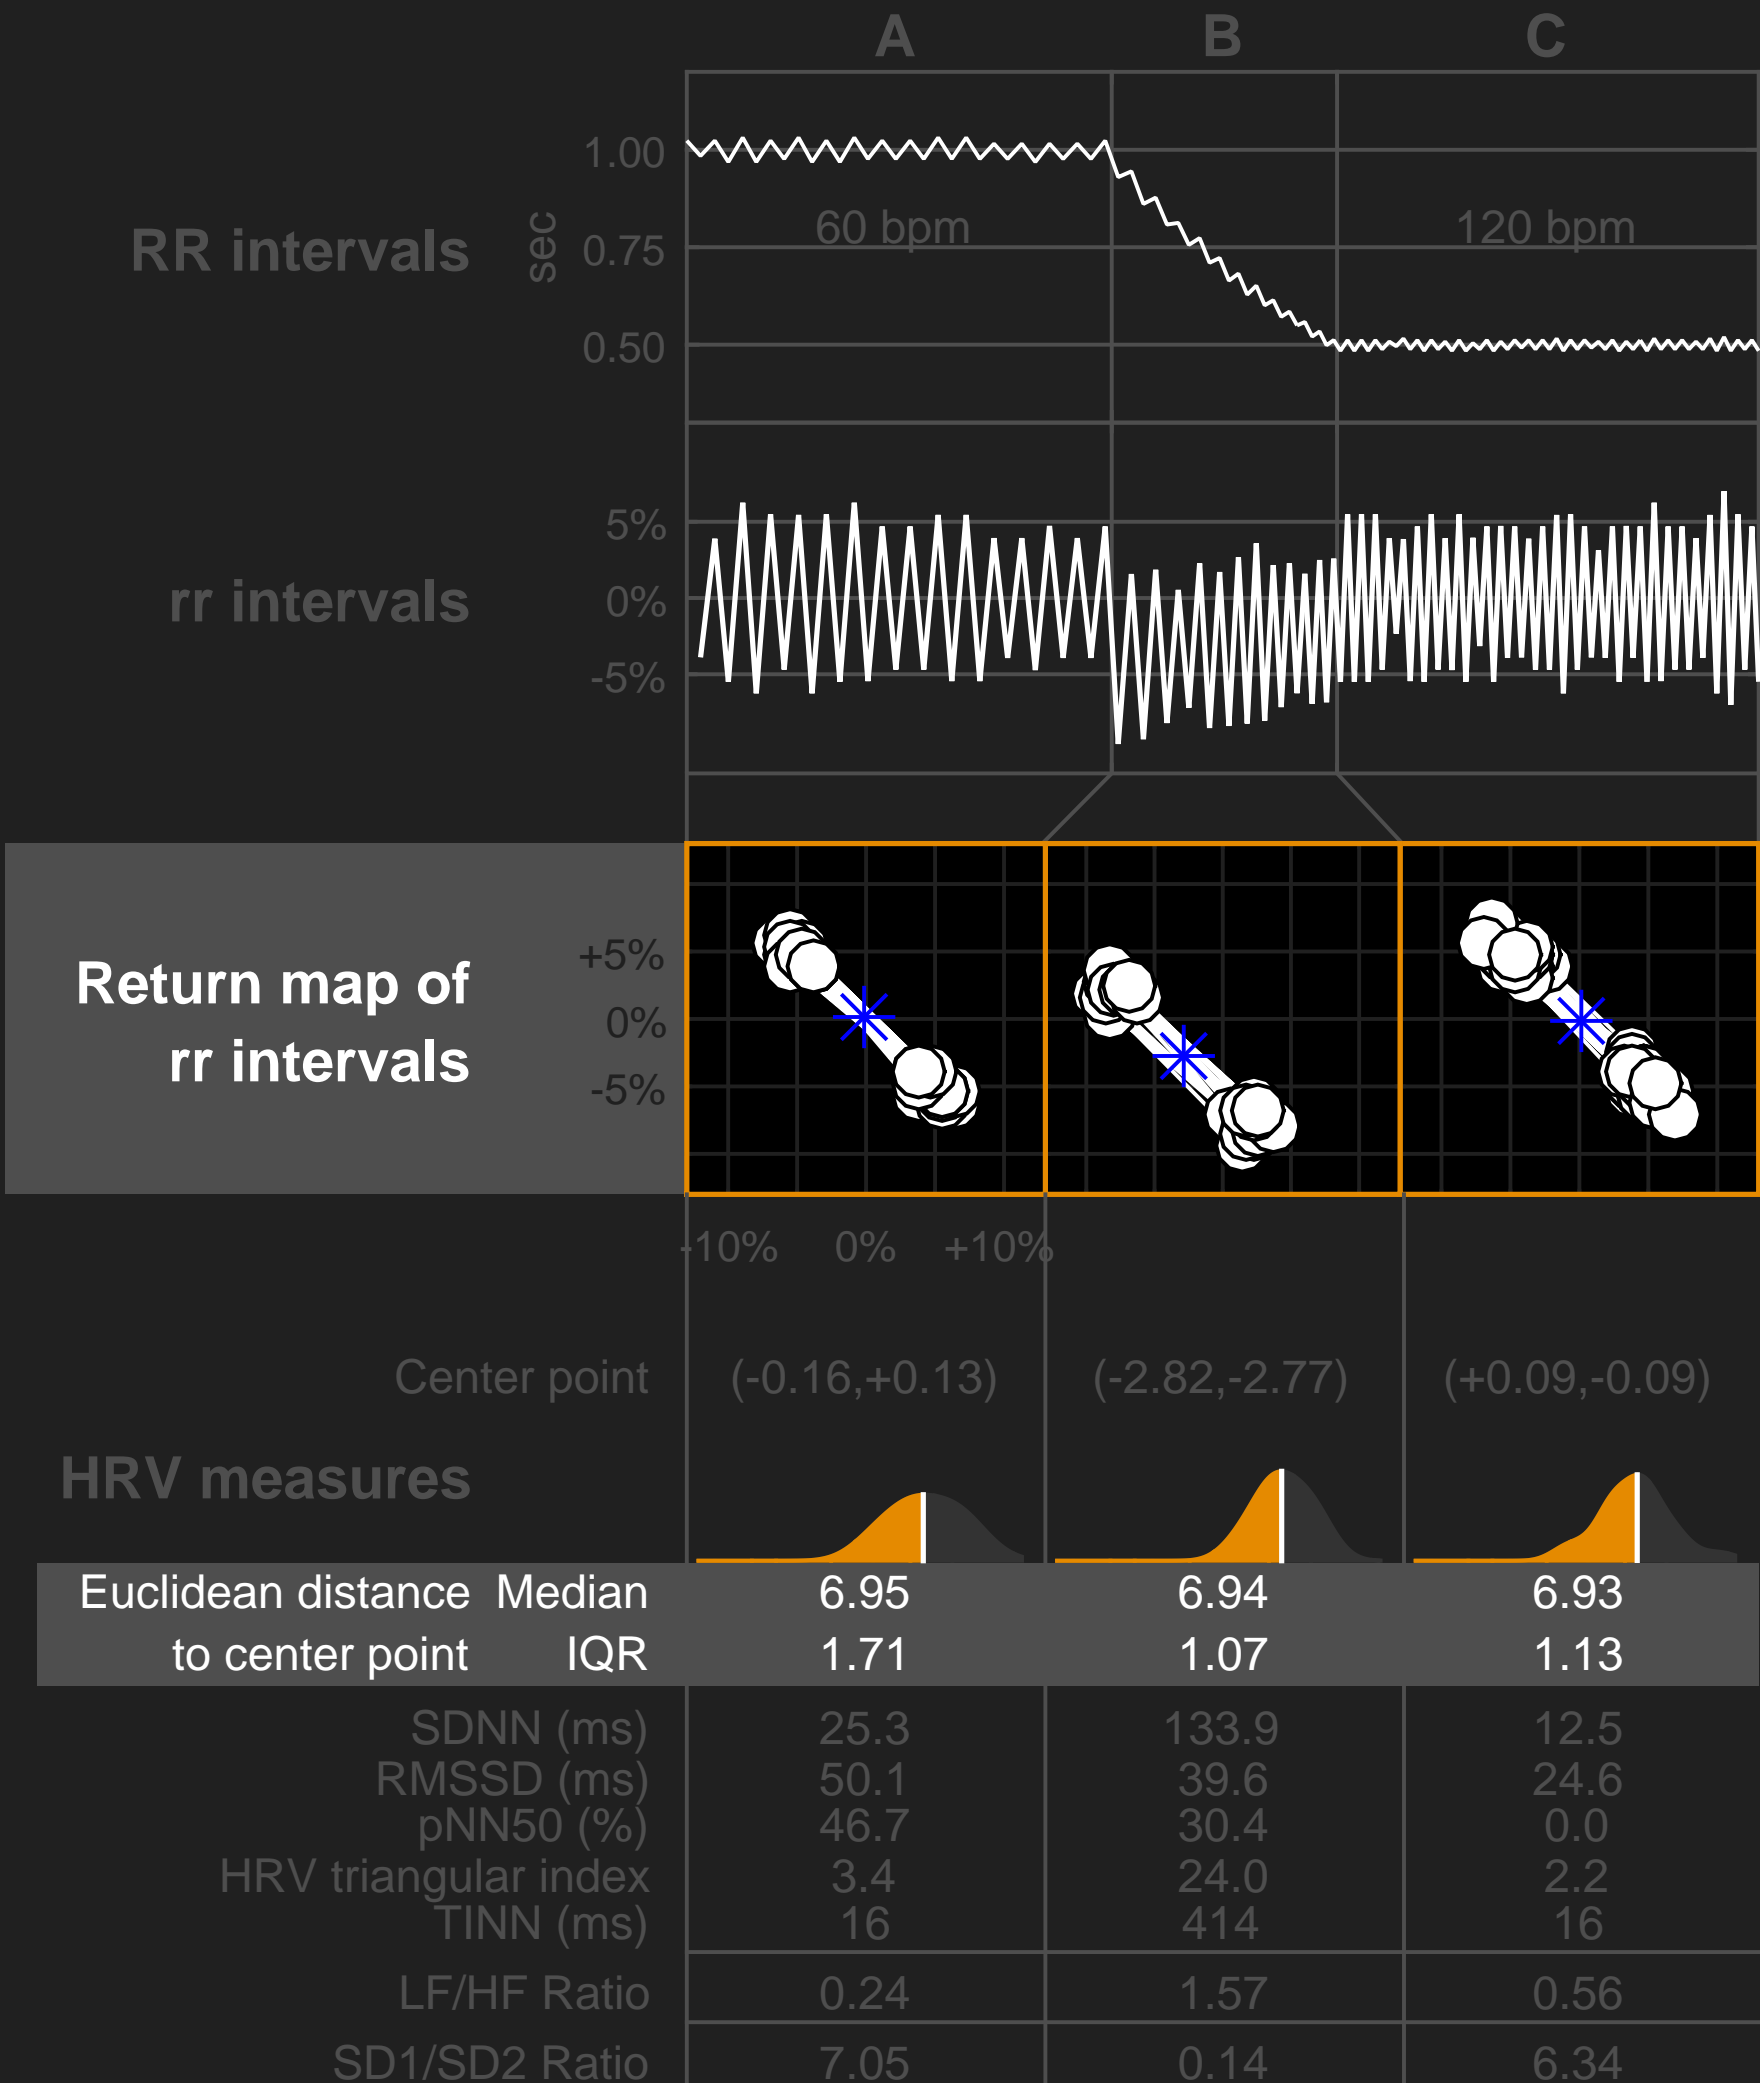 A B C
1.00
RR intervals sec 0.75 60 bpm 120 bpm
0.50
5%
rr intervals 0%
-5%
Return map of +5%
0%
rr intervals -5%
-10% 0% +10%
Center point (-0.16,+0.13) (-2.82,-2.77) (+0.09,-0.09)
HRV measures
Euclidean distance Median 6.95 6.94 6.93
to center point IQR 1.71 1.07 1.13
SDNN (ms) 25.3 133.9 12.5
RMSSD (ms) 50.1 39.6 24.6
pNN50 (%) 46.7 30.4 0.0
HRV triangular index 3.4 24.0 2.2
TINN (ms) 16 414 16
LF/HF Ratio 0.24 1.57 0.56
SD1/SD2 Ratio 7.05 0.14 6.34